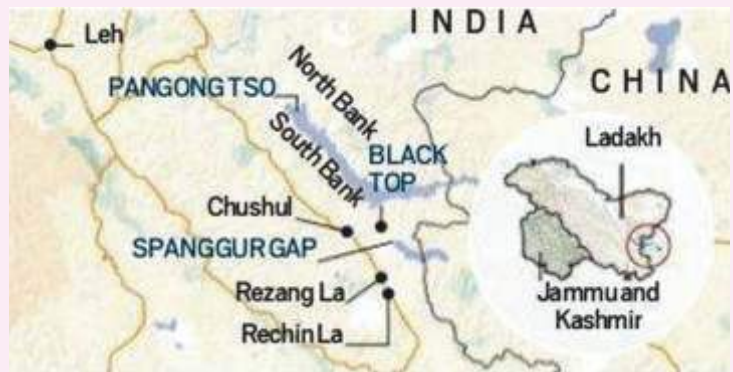 INDIA
Leh
CHINA
PANGONG TSO
North Bank
South Bank
BLACK
TOP
Ladakh
Chushul
SPANGGUR GAP
Rezang La
Rechin La
Jammu and
Kashmir